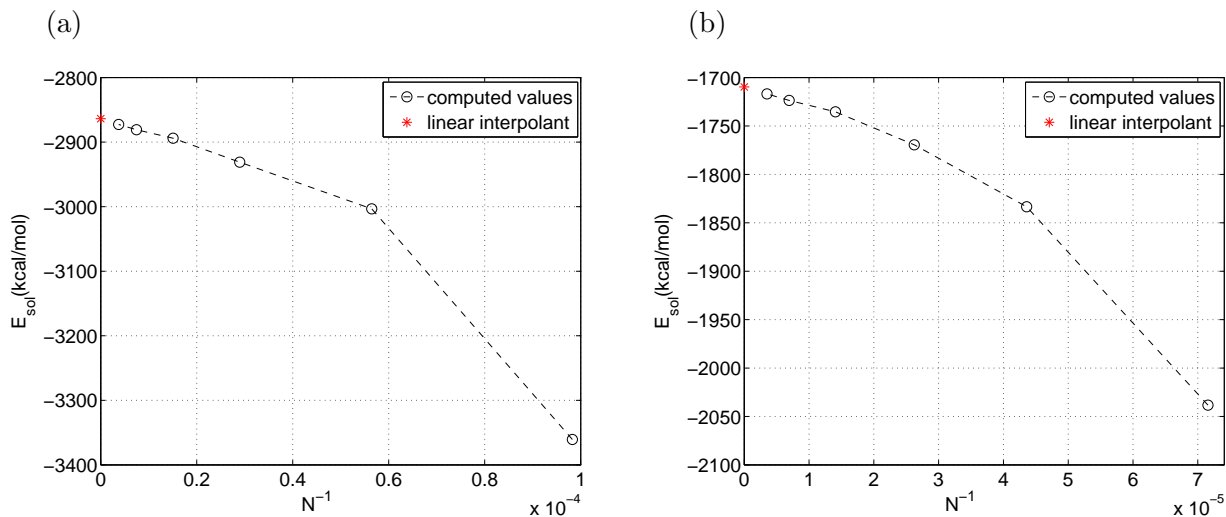 (a)
−2800
−2900
−3000
−3100
−3200
−3300
−3400
E_sol(kcal/mol)
0
0.2
0.4
0.6
0.8
1
x 10^−4
N^−1
computed values
linear interpolant
(b)
−1700
−1750
−1800
−1850
−1900
−1950
−2000
−2050
−2100
E_sol(kcal/mol)
0
1
2
3
4
5
6
7
x 10^−5
N^−1
computed values
linear interpolant